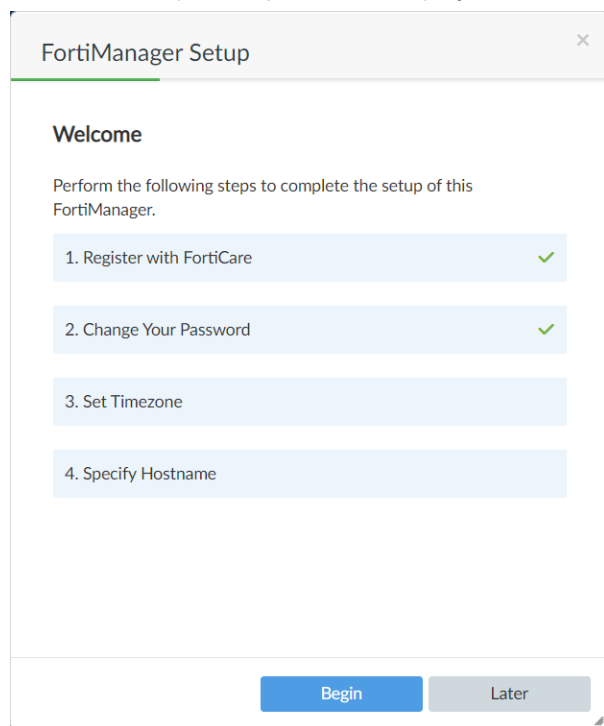 FortiManager Setup
Welcome
Perform the following steps to complete the setup of this
FortiManager.
1. Register with FortiCare
2. Change Your Password
3. Set Timezone
4. Specify Hostname
Begin Later